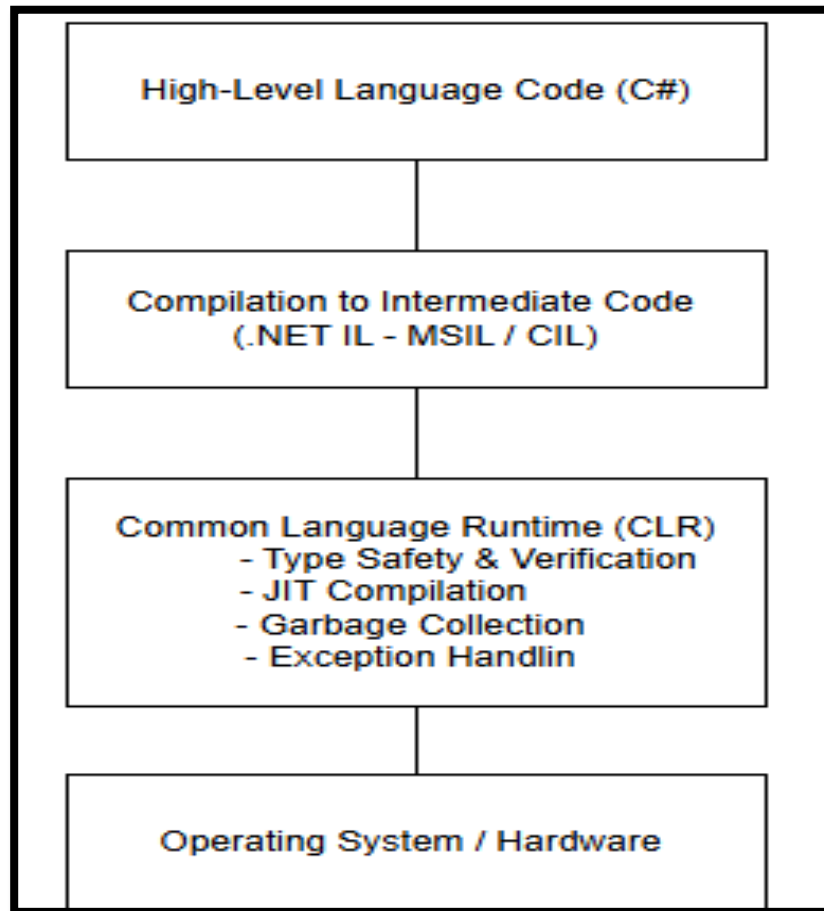 High-Level Language Code (C#)
Compilation to Intermediate Code
(.NET IL - MSIL / CIL)
Common Language Runtime (CLR)
- Type Safety & Verification
- JIT Compilation
- Garbage Collection
- Exception Handlin
Operating System / Hardware